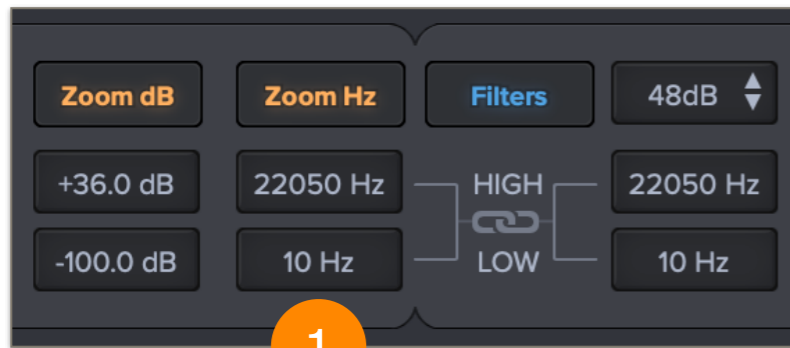 Zoom dB Zoom Hz Filters 48dB
+36.0 dB 22050 Hz HIGH 22050 Hz
-100.0 dB 10 Hz LOW 10 Hz
1